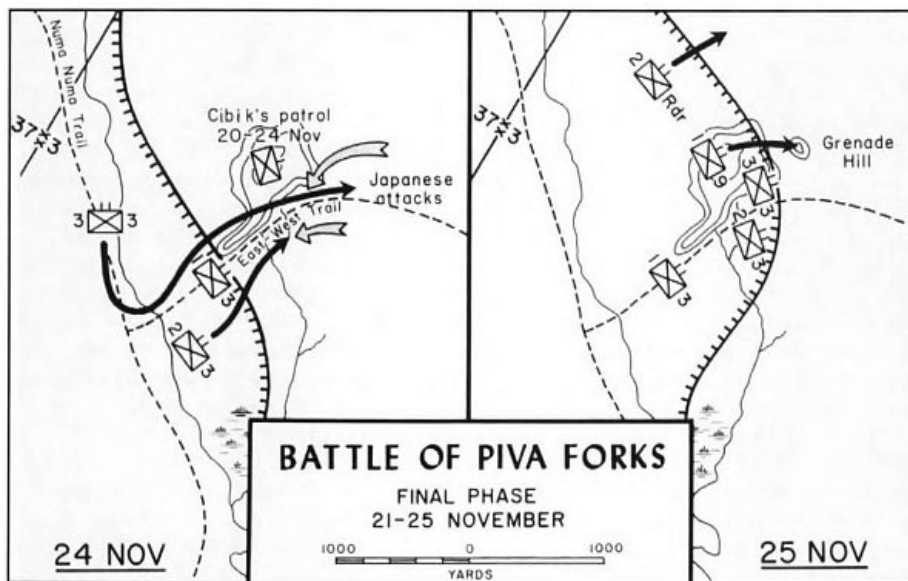 Numa Numa Trail
37 x 3
Cibik's patrol
20-24 Nov
Japanese
attacks
East-West Trail
3 3
3
2
3
24 NOV
2
Rdr
Grenade
Hill
9
3
3
2
3
3
25 NOV
37 x 3
BATTLE OF PIVA FORKS
FINAL PHASE
21-25 NOVEMBER
1000 0 1000
YARDS